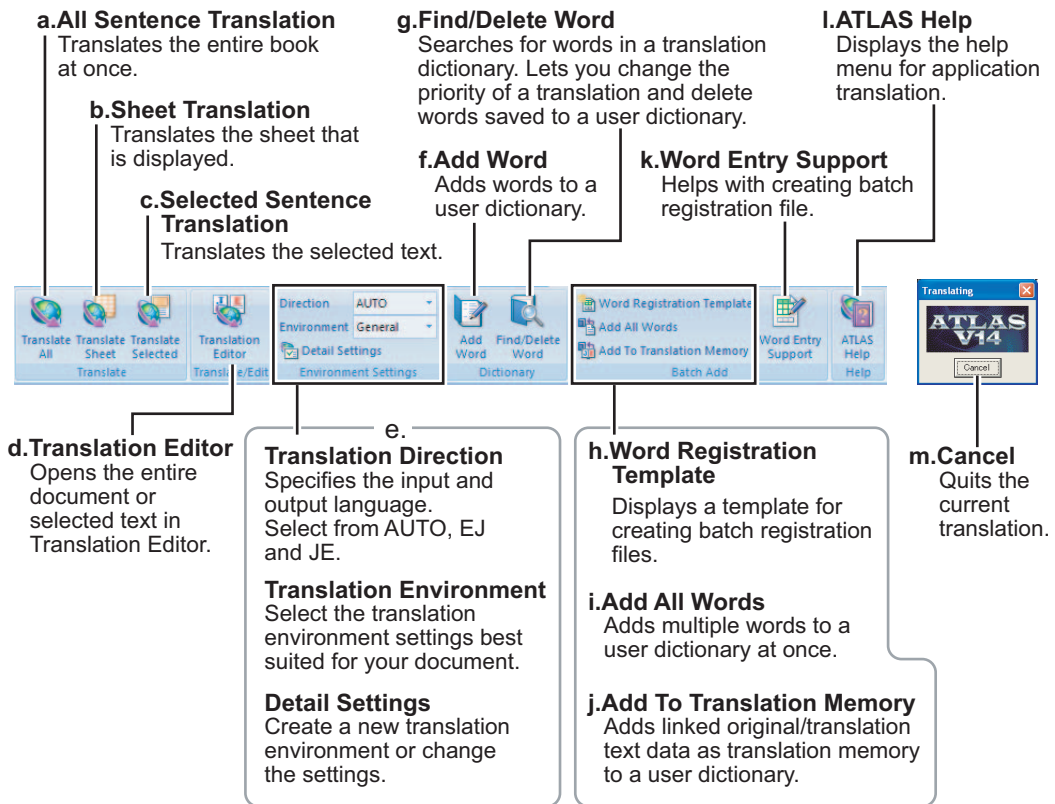 a.All Sentence Translation
Translates the entire book
at once.
b.Sheet Translation
Translates the sheet that
is displayed.
c.Selected Sentence
Translation
Translates the selected text.
g.Find/Delete Word
Searches for words in a translation
dictionary. Lets you change the
priority of a translation and delete
words saved to a user dictionary.
f.Add Word
Adds words to a
user dictionary.
l.ATLAS Help
Displays the help
menu for application
translation.
k.Word Entry Support
Helps with creating batch
registration file.
Translate
All
Translate
Sheet
Translate
Selected
Translate
Translation
Editor
Translate/Edit
Direction AUTO
Environment General
Detail Settings
Environment Settings
Add
Word
Find/Delete
Word
Dictionary
Word Registration Template
Add All Words
Add To Translation Memory
Batch Add
Word Entry
Support
ATLAS
Help
Help
Translating
ATLAS
V14
Cancel
d.Translation Editor
Opens the entire
document or
selected text in
Translation Editor.
e.
Translation Direction
Specifies the input and
output language.
Select from AUTO, EJ
and JE.
Translation Environment
Select the translation
environment settings best
suited for your document.
Detail Settings
Create a new translation
environment or change
the settings.
h.Word Registration
Template
Displays a template for
creating batch registration
files.
i.Add All Words
Adds multiple words to a
user dictionary at once.
j.Add To Translation Memory
Adds linked original/translation
text data as translation memory
to a user dictionary.
m.Cancel
Quits the
current
translation.